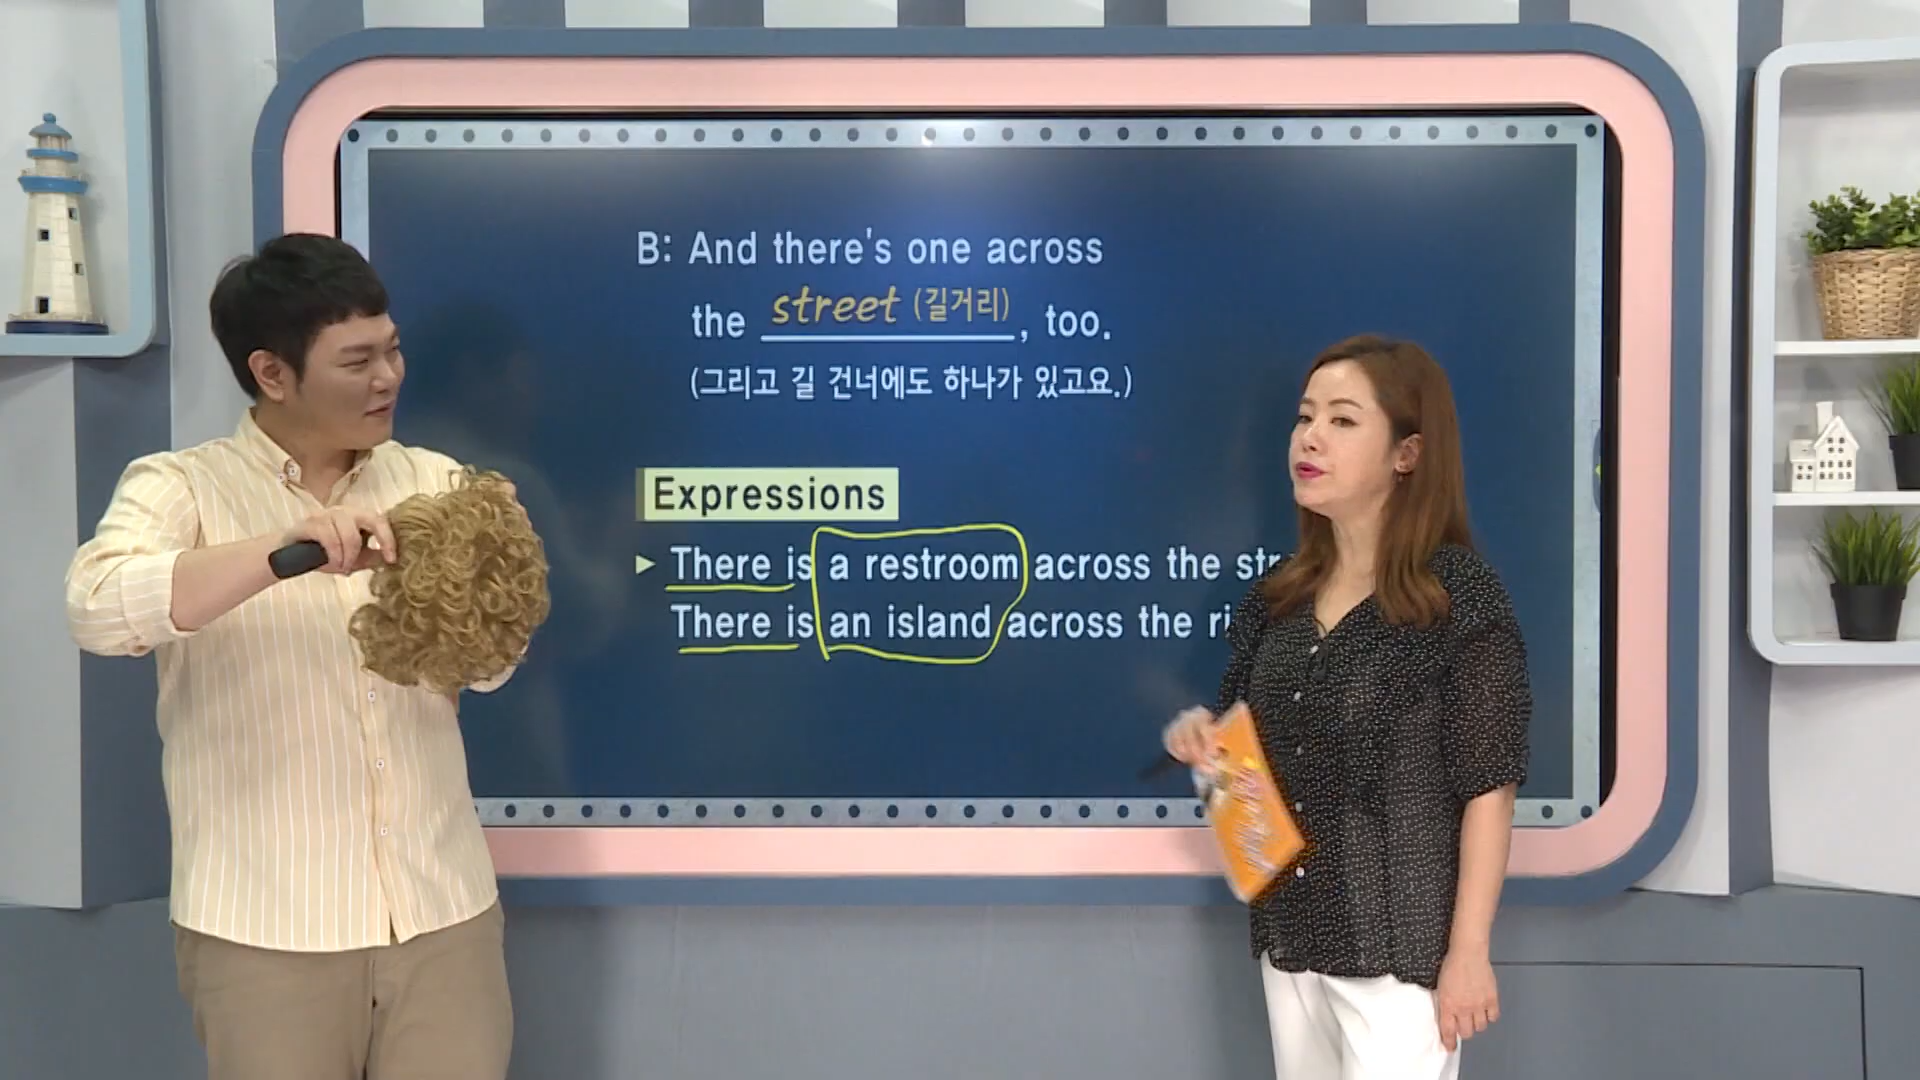 B: And there's one across
the street (길거리), too.
(그리고 길 건너에도 하나가 있고요.)
Expressions
▶ There is a restroom across the
There is an island across the